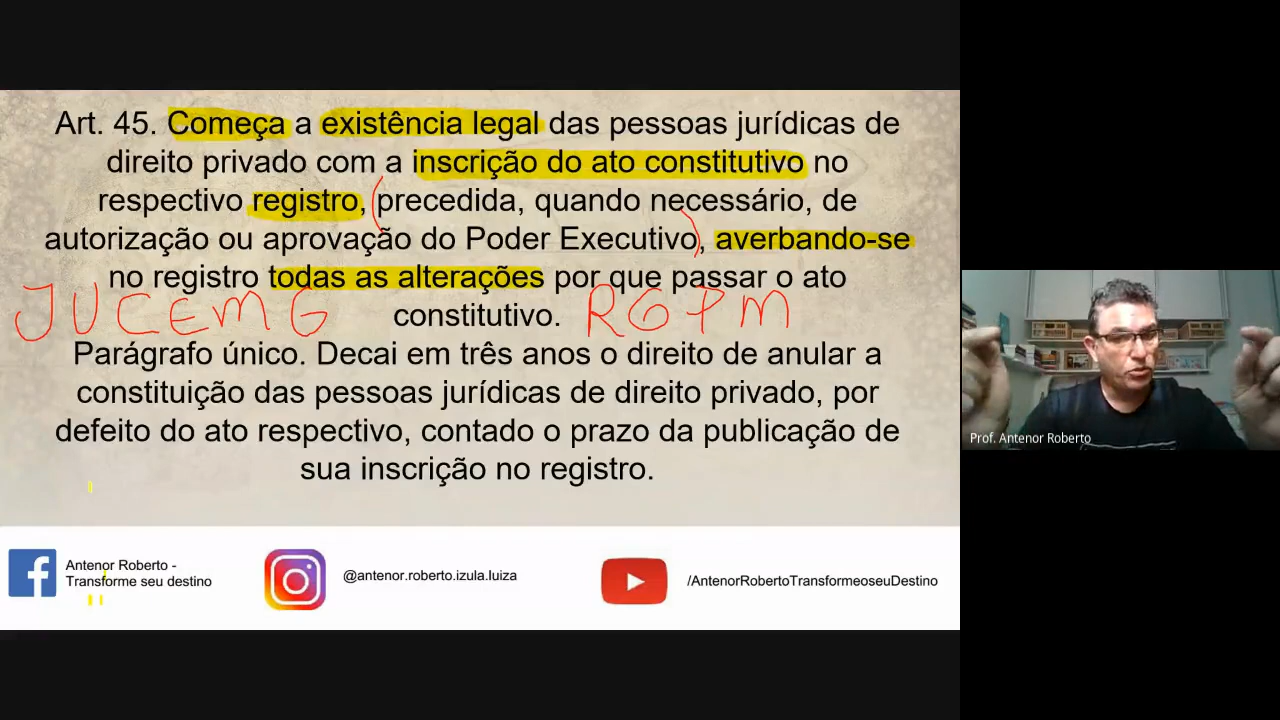 Art. 45. Começa a existência legal das pessoas jurídicas de
direito privado com a inscrição do ato constitutivo no
respectivo registro, (precedida, quando necessário, de
autorização ou aprovação do Poder Executivo), averbando-se
no registro todas as alterações por que passar o ato
JUCEMG constitutivo. RGPM
Parágrafo único. Decai em três anos o direito de anular a
constituição das pessoas jurídicas de direito privado, por
defeito do ato respectivo, contado o prazo da publicação de
sua inscrição no registro.
Prof. Antenor Roberto
Antenor Roberto -
Transforme seu destino
@antenor.roberto.izula.luiza
/AntenorRobertoTransformeoseuDestino